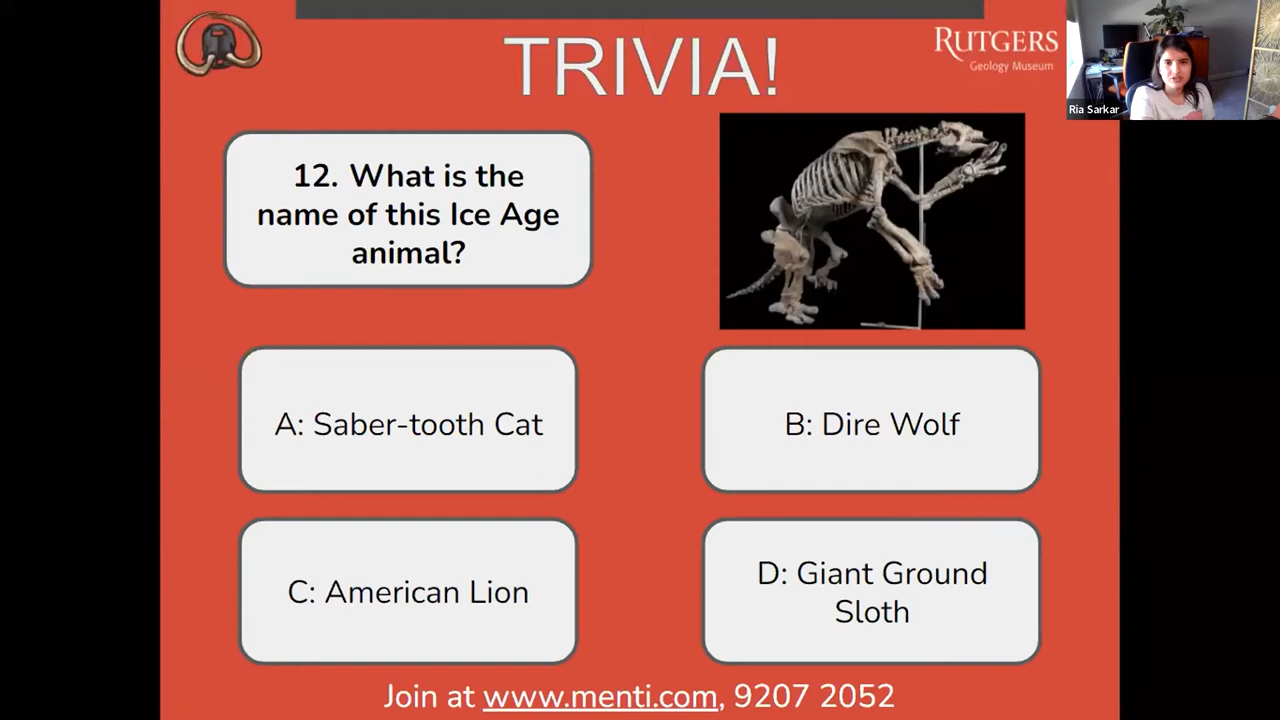 TRIVIA!
RUTGERS
Geology Museum
Ria Sarkar
12. What is the
name of this Ice Age
animal?
A: Saber-tooth Cat
B: Dire Wolf
C: American Lion
D: Giant Ground
Sloth
Join at www.menti.com, 9207 2052